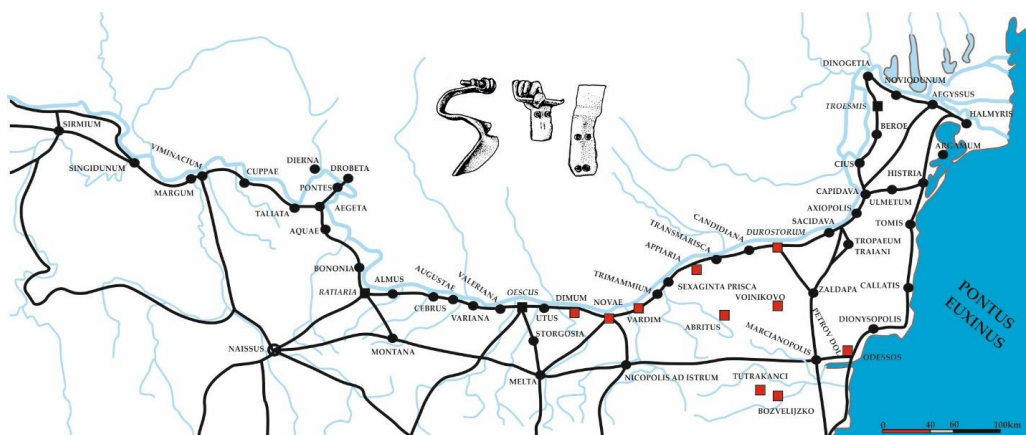 DINOGETIA
NOVIODUNUM
AEGYSSUS
TROESMIS
HALMYRIS
BEROE
ARGAMUM
SIRMIUM
VIMINACIUM
DIERNA
DROBETA
CIUS
HISTRIA
SINGIDUNUM
CUPPAE
PONTES
MARGUM
CAPIDAVA
ULMETUM
TALIATA
AEGETA
AXIOPOLIS
TOMIS
AQUAE
SACIDAVA
CANDIDIANA
DUROSTORUM
TRANSMARISCA
APPIARIA
TROPAEUM
TRAIANI
BONONIA
ALMUS
AUGUSTAE
VALERIANA
TRIMAMMIUM
SEXAGINTA PRISCA
ZALDAPA
CALLATIS
RATIARIA
OESCUS
DIMUM
NOVAE
VOINIKOVO
CEBRUS
VARIANA
UTUS
VARDIM
ABRITUS
DIONYSOPOLIS
PONTUS
EUXINUS
STORGOSIA
MARCIANOPOLIS
PETROV DOL
NAISSUS
MONTANA
ODESSOS
MELTA
NICOPOLIS AD ISTRUM
TUTRAKANCI
BOZVELIJZKO
0 40 60 100km